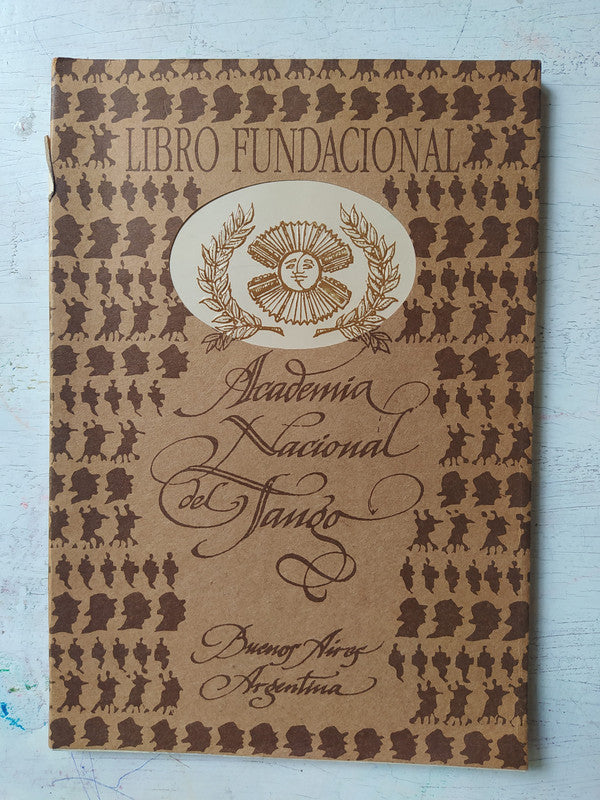 LIBRO FUNDACIONAL
Academia
Nacional
del Tango
Buenos Aires
Argentina